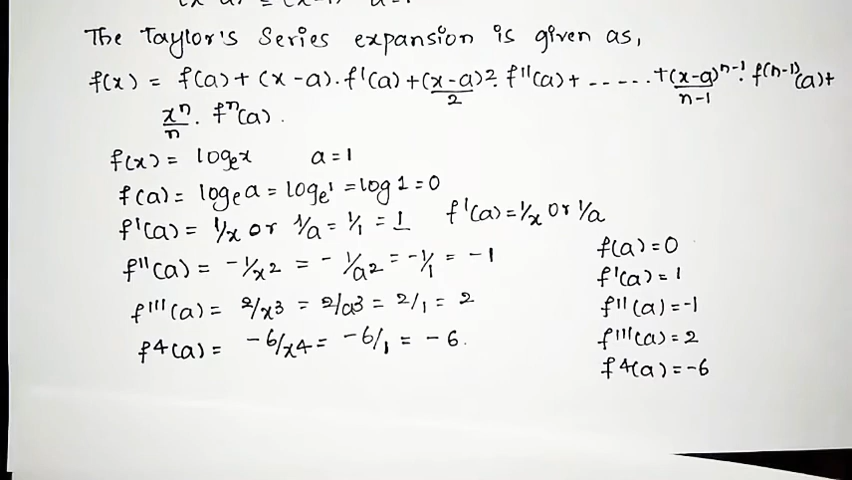 The Taylor's Series expansion is given as,
f(x) = f(a) + (x-a). f'(a) + (x-a)²/2. f''(a) + ------ + (x-a)ⁿ⁻¹/n-1. f(n-1)(a)+
xⁿ/n. fⁿ(a).
f(x) = logₑx a = 1
f(a) = logₑa = logₑ1 = log 1 = 0
f'(a) = 1/x or 1/a = 1/1 = 1 f'(a) = 1/x or 1/a
f''(a) = -1/x2 = -1/a2 = -1/1 = -1
f'''(a) = 2/x3 = 2/a3 = 2/1 = 2
f4(a) = -6/x4 = -6/1 = -6.
f(a) = 0
f'(a) = 1
f''(a) = -1
f'''(a) = 2
f4(a) = -6